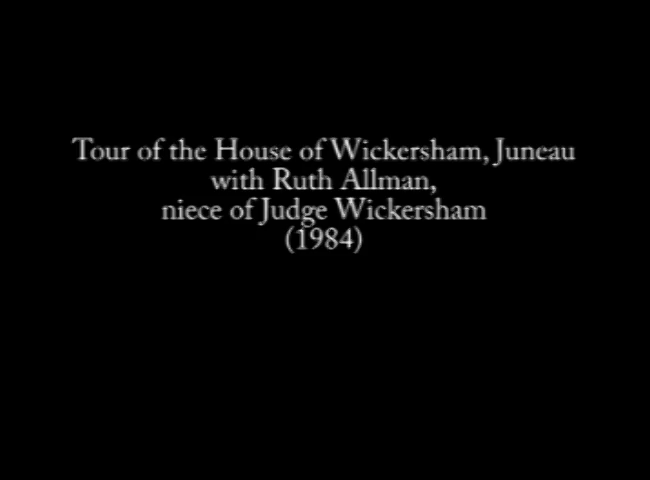 Tour of the House of Wickersham, Juneau
with Ruth Allman,
niece of Judge Wickersham
(1984)